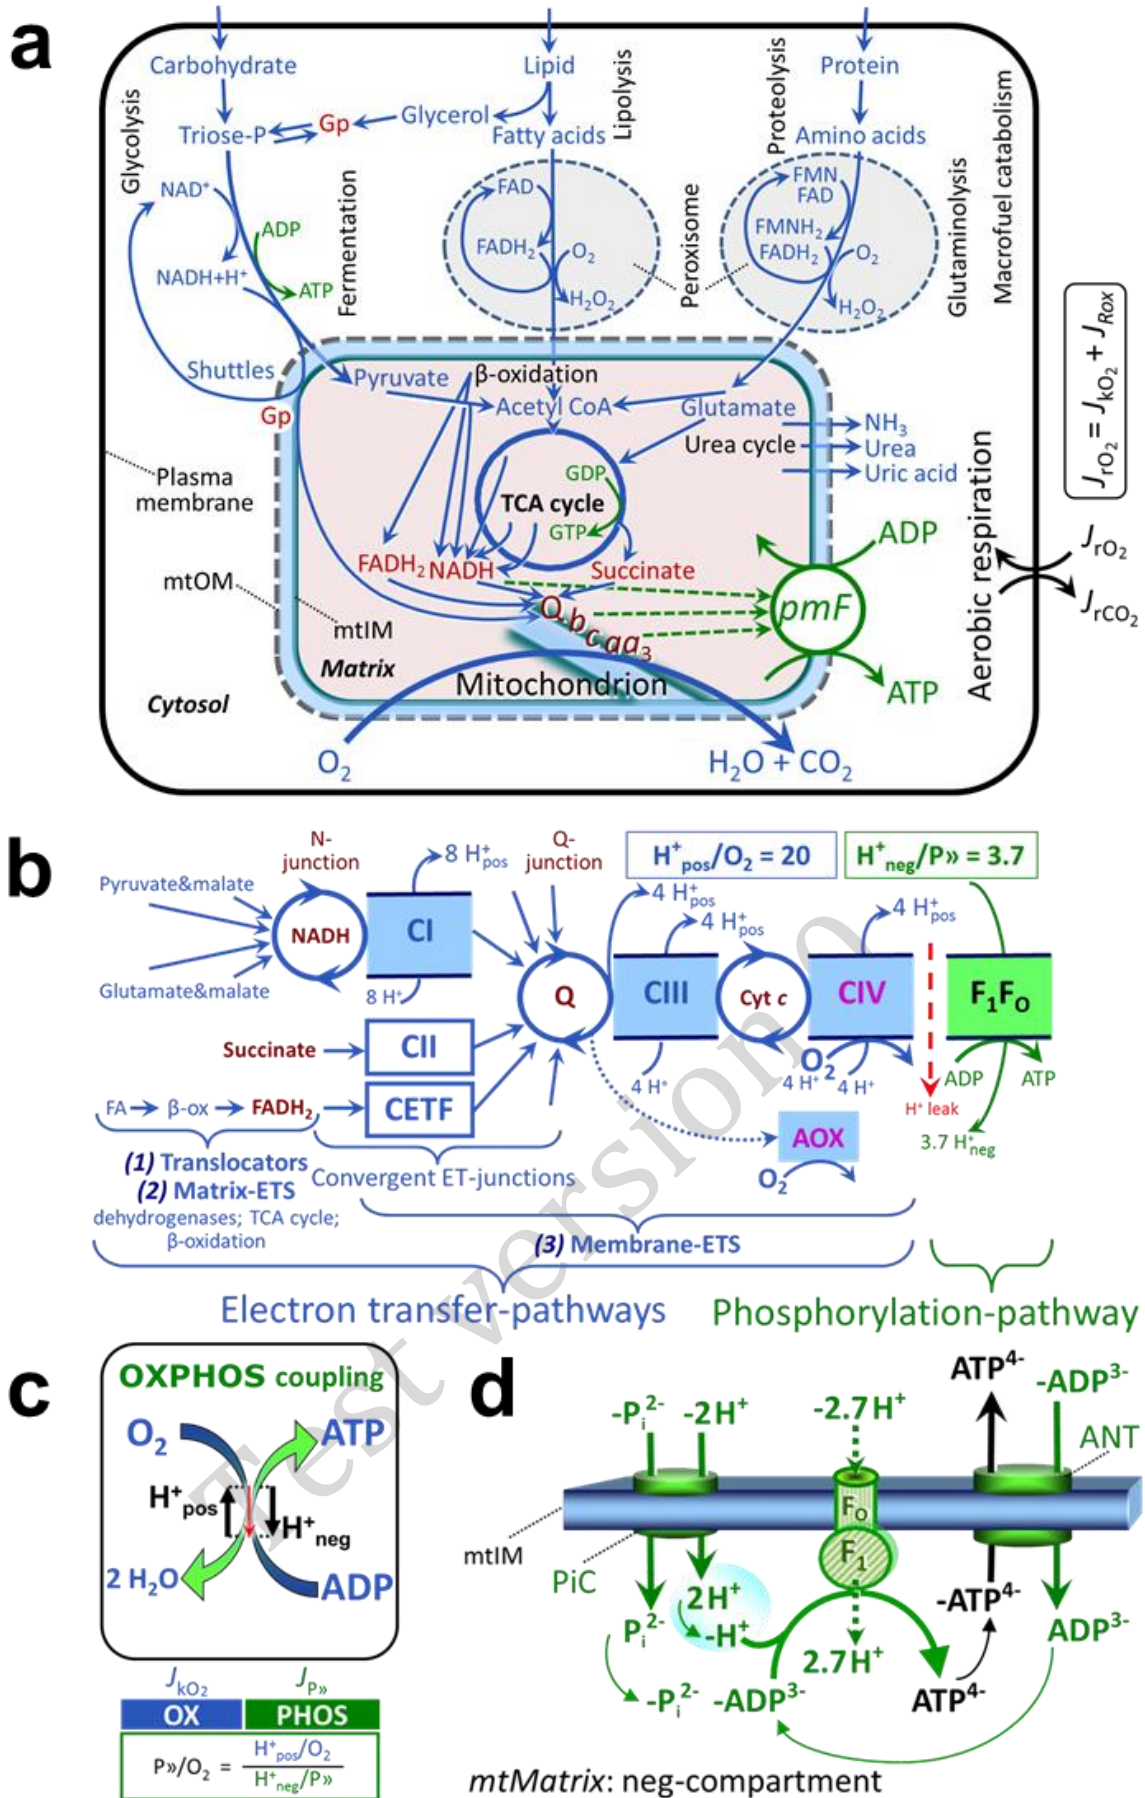 a
Carbohydrate
Lipid
Protein
Glycolysis
Lipolysis
Proteolysis
Macrofuel catabolism
Triose-P
Gp
Glycerol
Fatty acids
Amino acids
NAD⁺
ADP
NADH+H⁺
ATP
Fermentation
FAD
FADH₂
O₂
H₂O₂
Peroxisome
FMN
FAD
FMNH₂
FADH₂
O₂
H₂O₂
Glutaminolysis
Shuttles
Gp
Pyruvate
β-oxidation
Acetyl CoA
Glutamate
Urea cycle
NH₃
Urea
Uric acid
Plasma
membrane
GDP
TCA cycle
GTP
FADH₂ NADH
Succinate
ADP
pmF
ATP
mtOM
mtIM
Matrix
Q b c aa₃
Mitochondrion
Cytosol
O₂
H₂O + CO₂
Aerobic respiration
J_rO₂ = J_kO₂ + J_Rox
J_rO₂
J_rCO₂
b
N-
junction
8 H⁺pos
Q-
junction
H⁺pos/O₂ = 20
H⁺neg/P» = 3.7
Pyruvate&malate
NADH
CI
4 H⁺pos
4 H⁺pos
4 H⁺pos
Glutamate&malate
8 H⁺
Q
CIII
Cyt c
CIV
F₁FO
Succinate
CII
4 H⁺
O₂
4 H⁺
4 H⁺
ADP
ATP
H⁺ leak
3.7 H⁺neg
FA
β-ox
FADH₂
CETF
AOX
O₂
(1) Translocators
(2) Matrix-ETS
dehydrogenases; TCA cycle;
β-oxidation
Convergent ET-junctions
(3) Membrane-ETS
Electron transfer-pathways
Phosphorylation-pathway
Test version
c
OXPHOS coupling
O₂
ATP
H⁺pos
H⁺neg
2 H₂O
ADP
J_kO₂
J_P»
OX
PHOS
P»/O₂ = H⁺pos/O₂
H⁺neg/P»
d
-Pᵢ²⁻
-2H⁺
-2.7H⁺
ATP⁴⁻
-ADP³⁻
ANT
FO
F₁
mtIM
PiC
Pᵢ²⁻
2H⁺
-H⁺
2.7H⁺
-ATP⁴⁻
ADP³⁻
-Pᵢ²⁻
-ADP³⁻
ATP⁴⁻
mtMatrix: neg-compartment